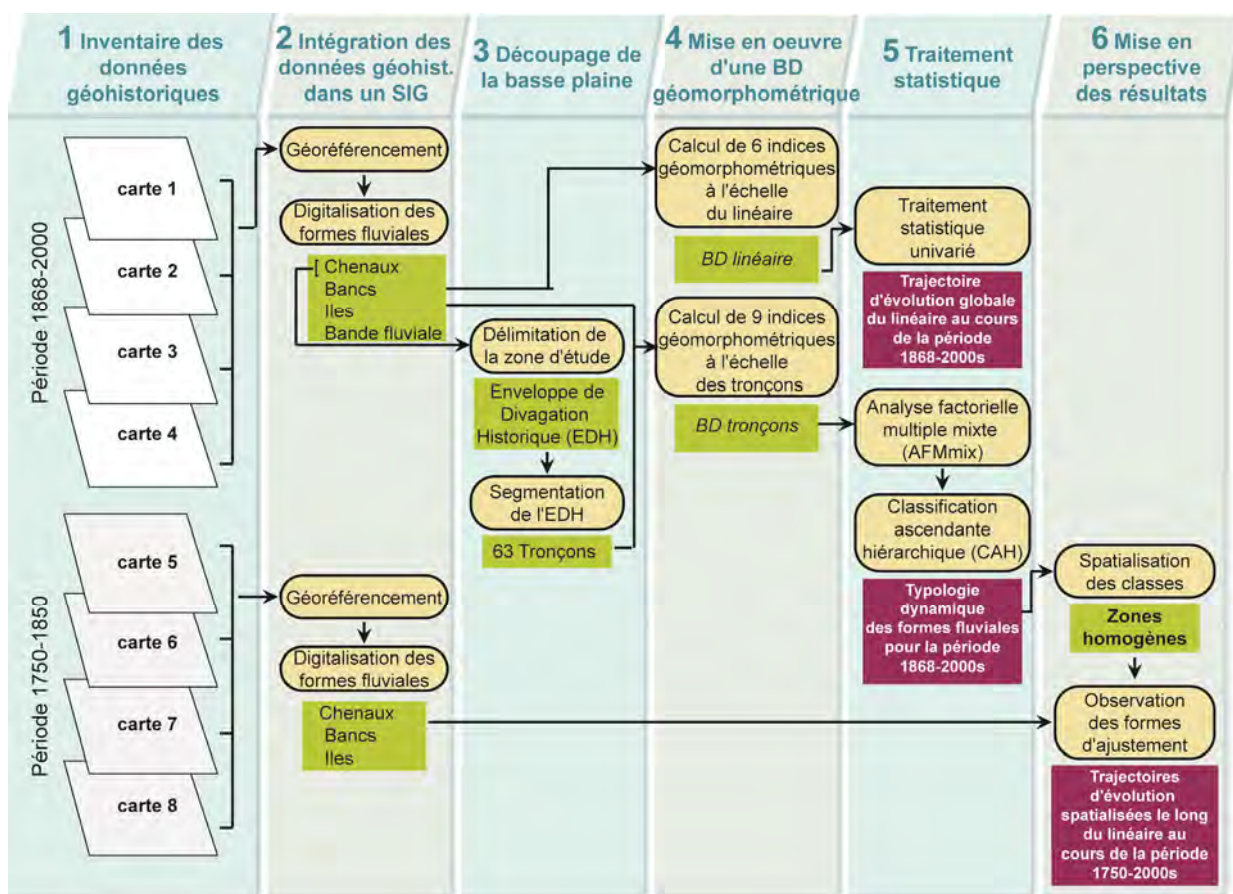 1 Inventaire des
données
géohistoriques
2 Intégration des
données géohist.
dans un SIG
3 Découpage de
la basse plaine
4 Mise en oeuvre
d'une BD
géomorphométrique
5 Traitement
statistique
6 Mise en
perspective
des résultats
Période 1868-2000
carte 1
carte 2
carte 3
carte 4
Période 1750-1850
carte 5
carte 6
carte 7
carte 8
Géoréférencement
Digitalisation des
formes fluviales
[ Chenaux
Bancs
Iles
Bande fluviale
Géoréférencement
Digitalisation des
formes fluviales
Chenaux
Bancs
Iles
Délimitation de
la zone d'étude
Enveloppe de
Divagation
Historique (EDH)
Segmentation
de l'EDH
63 Tronçons
Calcul de 6 indices
géomorphométriques
à l'échelle
du linéaire
BD linéaire
Calcul de 9 indices
géomorphométriques
à l'échelle
des tronçons
BD tronçons
Traitement
statistique
univarié
Trajectoire
d'évolution globale
du linéaire au cours
de la période
1868-2000s
Analyse factorielle
multiple mixte
(AFMmix)
Classification
ascendante
hiérarchique (CAH)
Typologie
dynamique
des formes fluviales
pour la période
1868-2000s
Spatialisation
des classes
Zones
homogènes
Observation
des formes
d'ajustement
Trajectoires
d'évolution
spatialisées le long
du linéaire au
cours de la période
1750-2000s